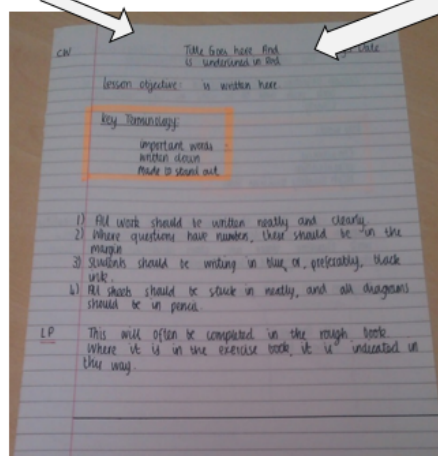 CW Title Goes here And Date
is underlined in Red
Lesson objective: is written here
Key Terminology:
important words
written down
Made to stand out
1) All work should be written neatly and clearly.
2) Where questions have numbers, these should be in the
margin
3) Students should be writing in blue or, preferably, black
ink.
4) All sheets should be stuck in neatly, and all diagrams
should be in pencil.
LP This will often be completed in the rough book.
Where it is in the exercise book, it is indicated in
this way.